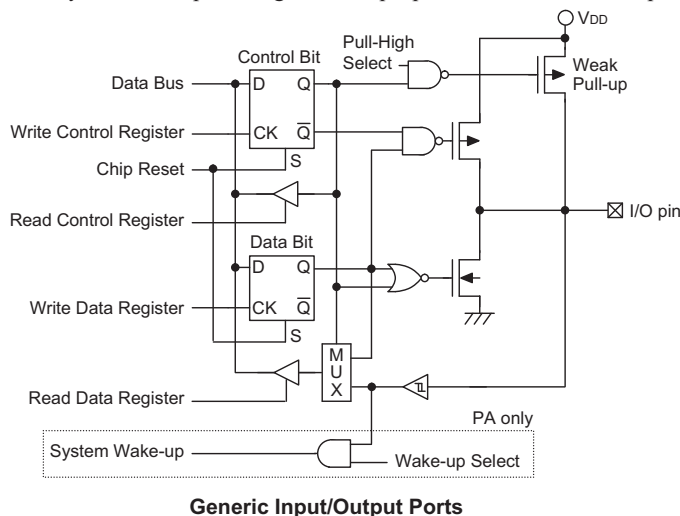 VDD
Control Bit
Pull-High
Select
Weak
Pull-up
Data Bus
D
Q
Write Control Register
CK
Q
Chip Reset
S
I/O pin
Read Control Register
Data Bit
D
Q
Write Data Register
CK
Q
S
M
U
X
Read Data Register
PA only
System Wake-up
Wake-up Select
Generic Input/Output Ports